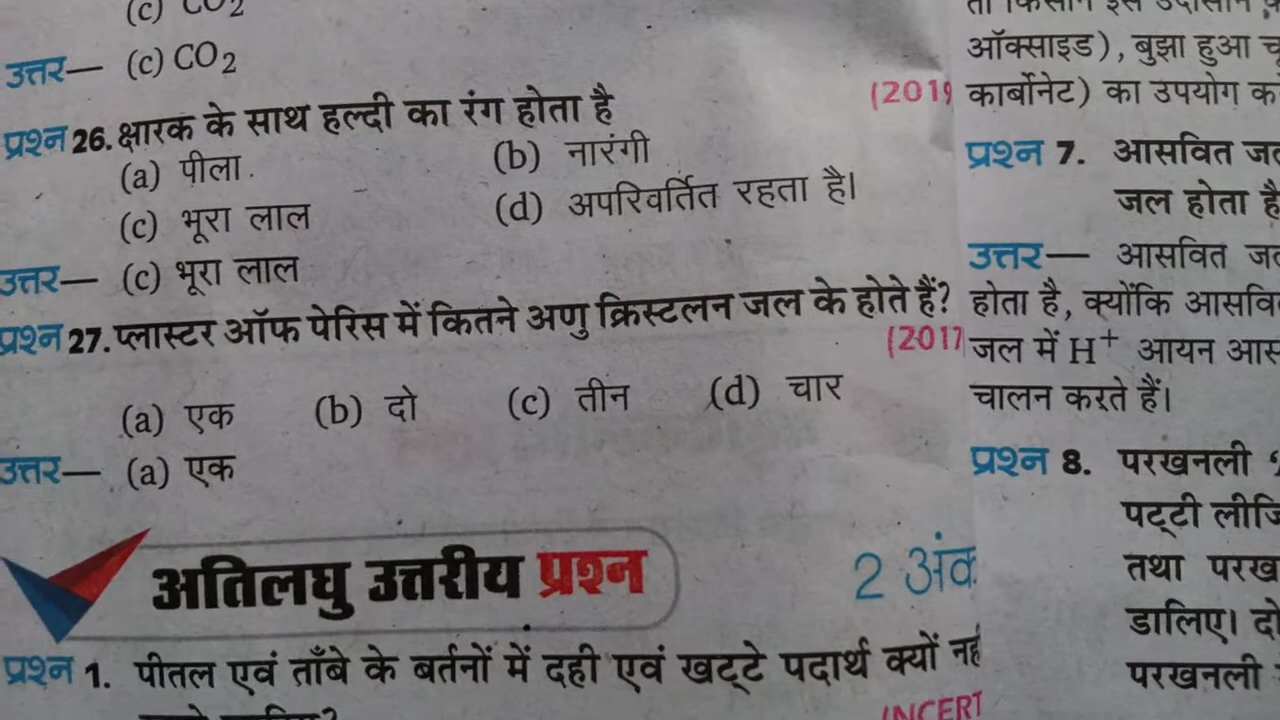 (c) CO2
उत्तर— (c) CO2
प्रश्न 26. क्षारक के साथ हल्दी का रंग होता है (2019
(a) पीला (b) नारंगी
(c) भूरा लाल (d) अपरिवर्तित रहता है।
उत्तर— (c) भूरा लाल
प्रश्न 27. प्लास्टर ऑफ पेरिस में कितने अणु क्रिस्टलन जल के होते हैं?
(2017
(a) एक (b) दो (c) तीन (d) चार
उत्तर— (a) एक
अतिलघु उत्तरीय प्रश्न 2 अंक
प्रश्न 1. पीतल एवं ताँबे के बर्तनों में दही एवं खट्टे पदार्थ क्यों
NCERT
ऑक्साइड), बुझा हुआ
कार्बोनेट) का उपयोग
प्रश्न 7. आसवित
जल होता है
उत्तर— आसवित
होता है, क्योंकि
जल में H+ आयन
चालन करते हैं।
प्रश्न 8. परखनली
पट्टी
तथा
डालिए।
परखनली